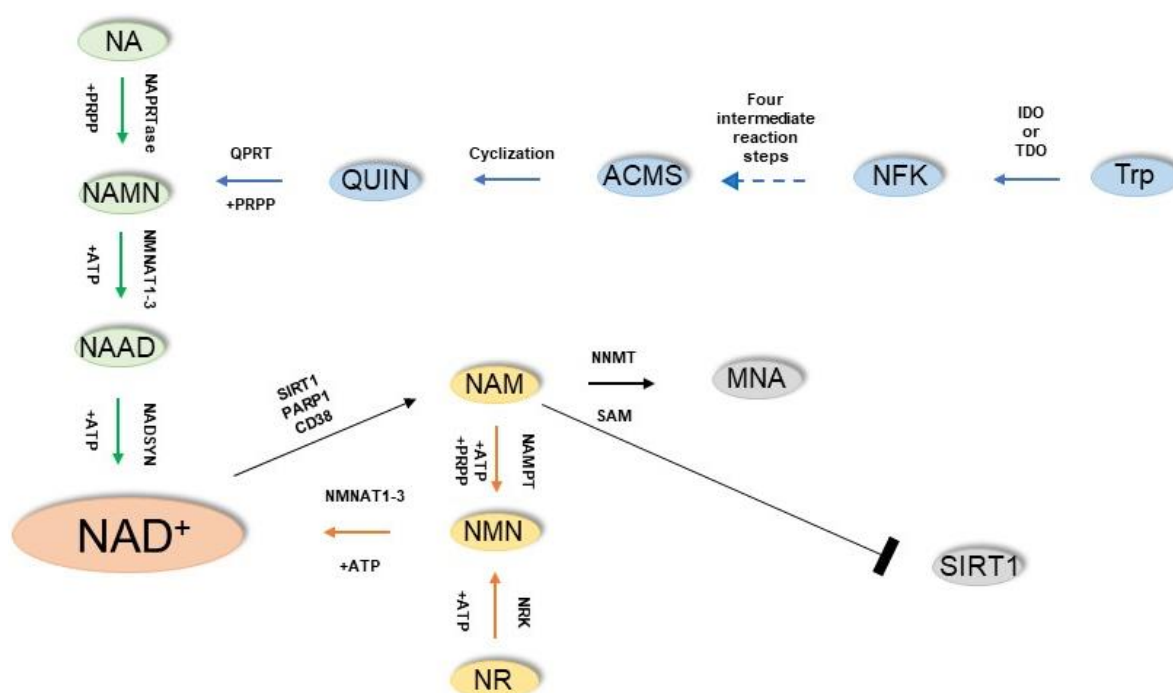 NA
+PRPP
NAPRTase
Four
intermediate
reaction
steps
IDO
or
TDO
QPRT
Cyclization
NAMN
QUIN
ACMS
NFK
Trp
+PRPP
+ATP
NMNAT1-3
NAAD
NNMT
SIRT1
PARP1
CD38
NAM
MNA
SAM
+ATP
NADSYN
+ATP
+PRPP
NAMPT
NMNAT1-3
NAD+
NMN
+ATP
SIRT1
+ATP
NRK
NR